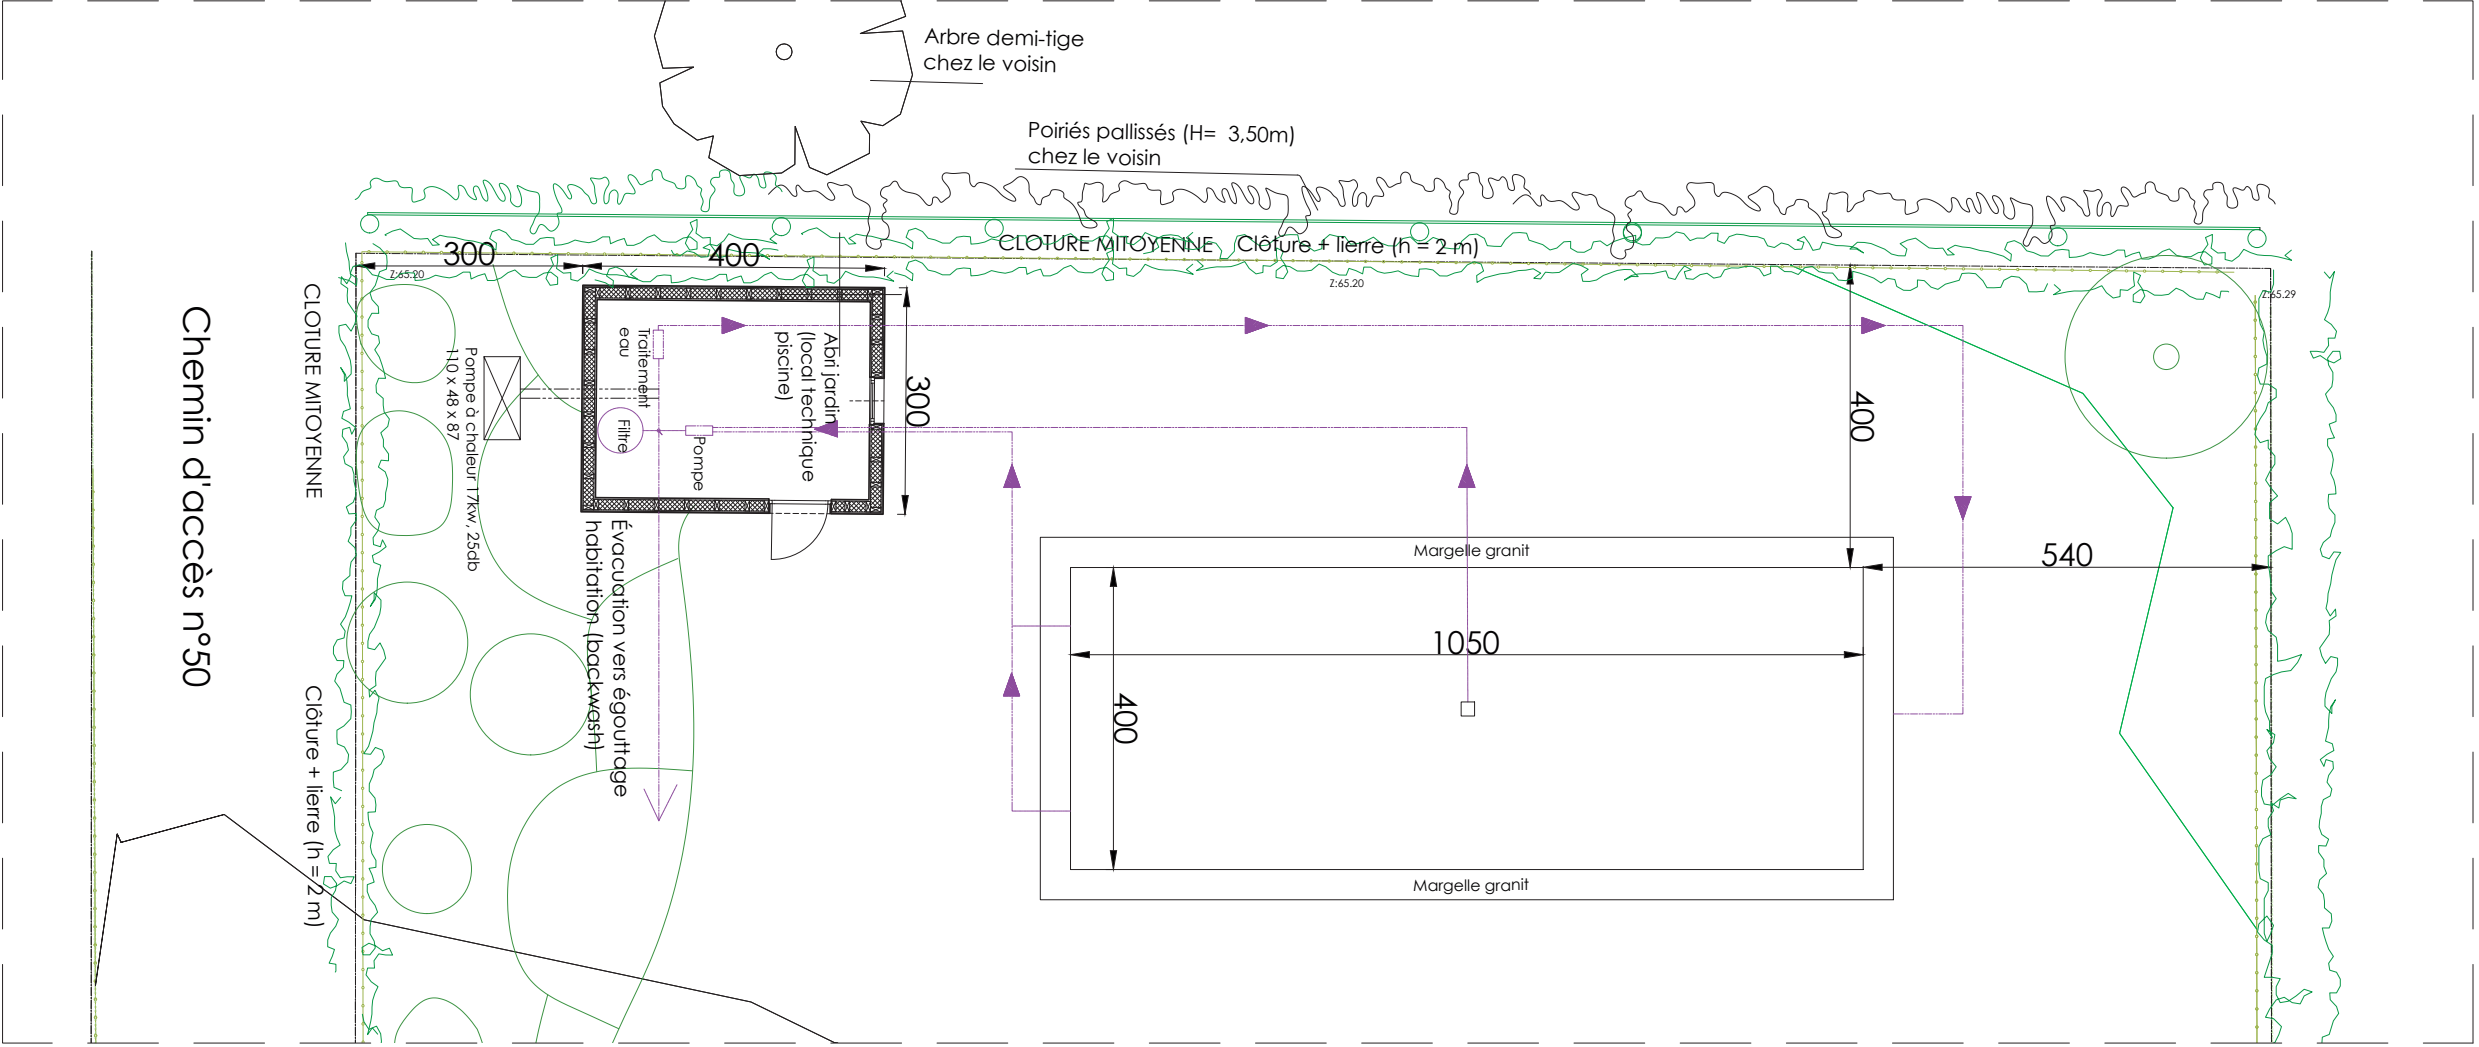 Arbre demi-tige
chez le voisin
Poiriés pallissés (H= 3,50m)
chez le voisin
CLOTURE MITOYENNE    Clôture + lierre (h = 2 m)
300
400
Z:65.20
Z:65.20
Z:65.29
Chemin d'accès n°50
CLOTURE MITOYENNE
Clôture + lierre (h = 2 m)
Pompe à chaleur 17kw, 25db
110 x 48 x 87
Traitement
eau
Filtre
Pompe
Abri jardin
(local technique
piscine)
300
Évacuation vers égouttage
habitation (backwash)
400
540
Margelle granit
1050
400
Margelle granit